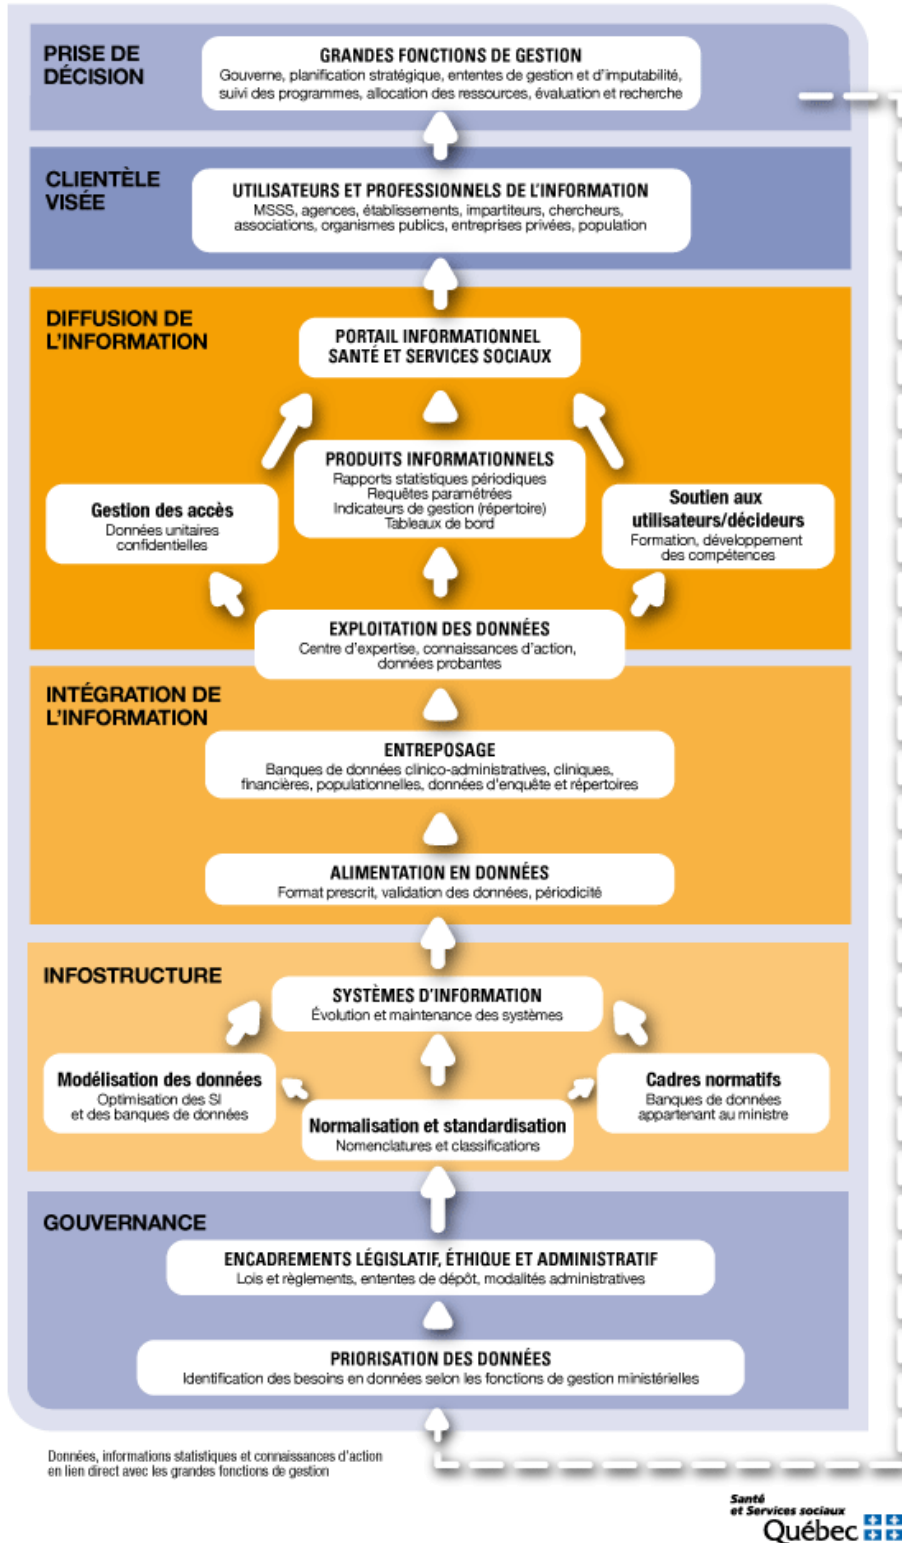 PRISE DE
DÉCISION
GRANDES FONCTIONS DE GESTION
Gouverne, planification stratégique, ententes de gestion et d'imputabilité,
suivi des programmes, allocation des ressources, évaluation et recherche
CLIENTÈLE
VISÉE
UTILISATEURS ET PROFESSIONNELS DE L'INFORMATION
MSSS, agences, établissements, impartiteurs, chercheurs,
associations, organismes publics, entreprises privées, population
DIFFUSION DE
L'INFORMATION
PORTAIL INFORMATIONNEL
SANTÉ ET SERVICES SOCIAUX
PRODUITS INFORMATIONNELS
Rapports statistiques périodiques
Requêtes paramétrées
Indicateurs de gestion (répertoire)
Tableaux de bord
Gestion des accès
Données unitaires
confidentielles
Soutien aux
utilisateurs/décideurs
Formation, développement
des compétences
EXPLOITATION DES DONNÉES
Centre d'expertise, connaissances d'action,
données probantes
INTÉGRATION DE
L'INFORMATION
ENTREPOSAGE
Banques de données clinico-administratives, cliniques,
financières, populationnelles, données d'enquête et répertoires
ALIMENTATION EN DONNÉES
Format prescrit, validation des données, périodicité
INFOSTRUCTURE
SYSTÈMES D'INFORMATION
Évolution et maintenance des systèmes
Modélisation des données
Optimisation des SI
et des banques de données
Cadres normatifs
Banques de données
appartenant au ministre
Normalisation et standardisation
Nomenclatures et classifications
GOUVERNANCE
ENCADREMENTS LÉGISLATIF, ÉTHIQUE ET ADMINISTRATIF
Lois et règlements, ententes de dépôt, modalités administratives
PRIORISATION DES DONNÉES
Identification des besoins en données selon les fonctions de gestion ministérielles
Données, informations statistiques et connaissances d'action
en lien direct avec les grandes fonctions de gestion
Santé
et Services sociaux
Québec